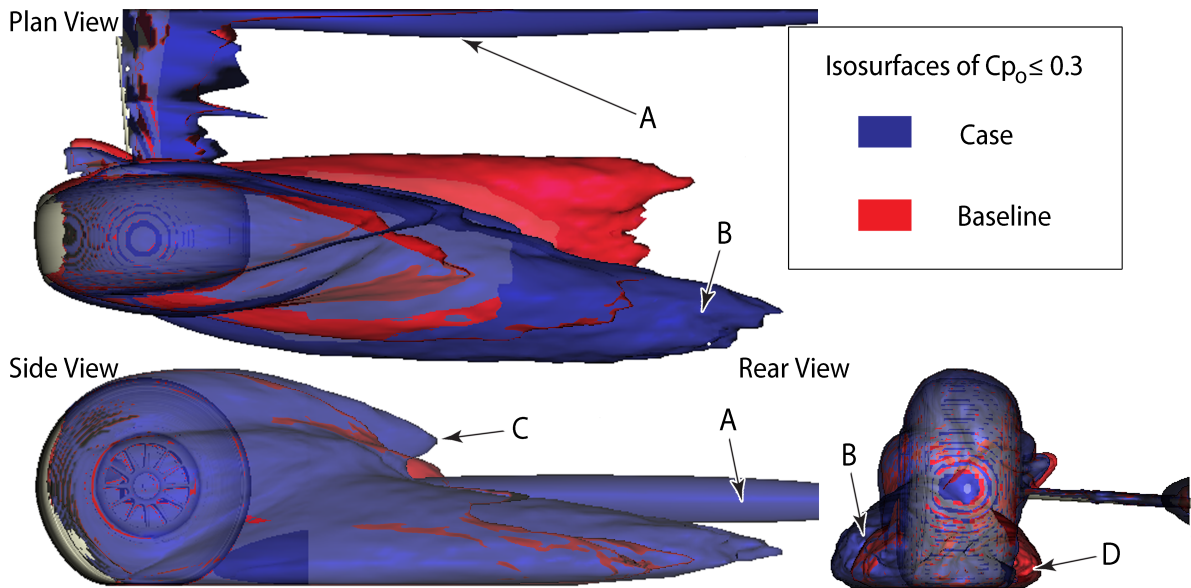 Plan View
Isosurfaces of Cpₒ ≤ 0.3
A
Case
Baseline
B
Side View
Rear View
C
A
B
D